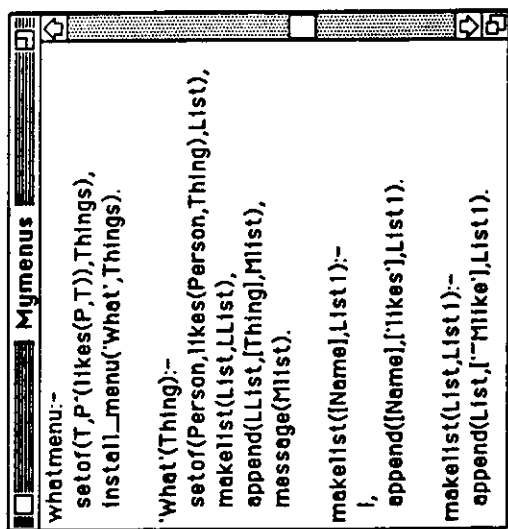 Mymenus
whatmenu:-
setof(T,P^(likes(P,T)),Things),
install_menu('What',Things).
'What'(Thing):-
setof(Person,likes(Person,Thing),List),
makelist(List,LList),
append(LList,[Thing],Mlist),
message(Mlist).
makelist([Name],List1):-
!,
append([Name],['likes'],List1).
makelist(List,List1):-
append(List,['~Mlike'],List1).